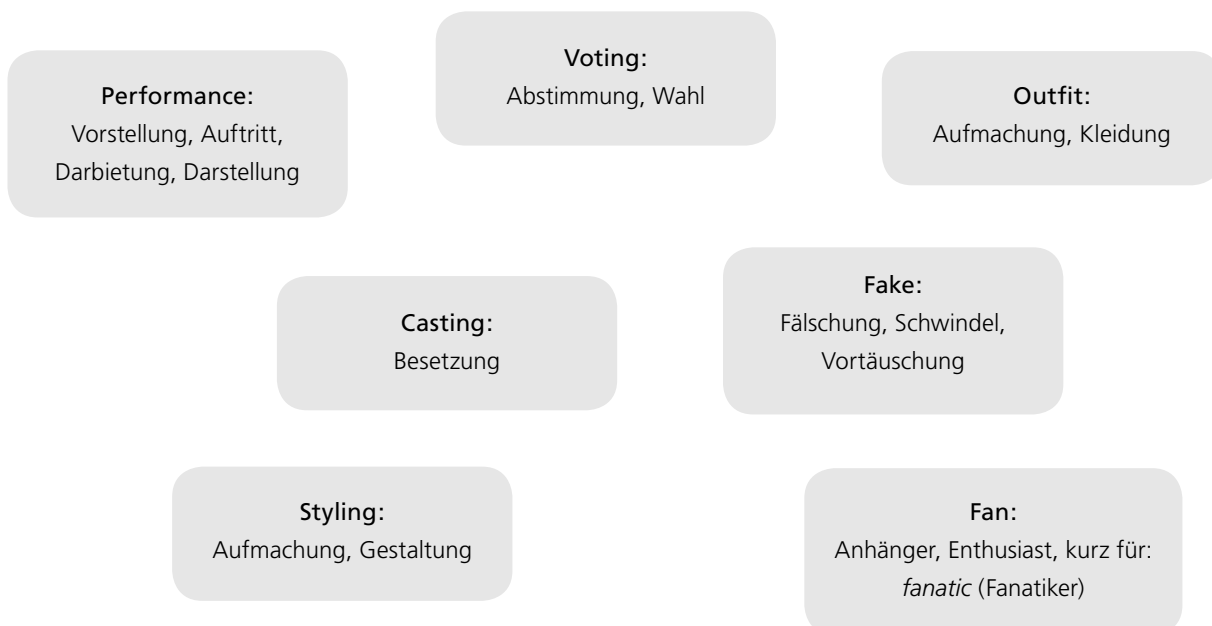 Voting:
Abstimmung, Wahl
Performance:
Vorstellung, Auftritt,
Darbietung, Darstellung
Outfit:
Aufmachung, Kleidung
Casting:
Besetzung
Fake:
Fälschung, Schwindel,
Vortäuschung
Styling:
Aufmachung, Gestaltung
Fan:
Anhänger, Enthusiast, kurz für:
fanatic (Fanatiker)